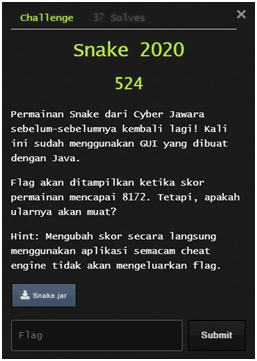 Challenge 37 Solves ×
Snake 2020
524
Permainan Snake dari Cyber Jawara
sebelum-sebelumnya kembali lagi! Kali
ini sudah menggunakan GUI yang dibuat
dengan Java.
Flag akan ditampilkan ketika skor
permainan mencapai 8172. Tetapi, apakah
ularnya akan muat?
Hint: Mengubah skor secara langsung
menggunakan aplikasi semacam cheat
engine tidak akan mengeluarkan flag.
Snake.jar
Flag Submit